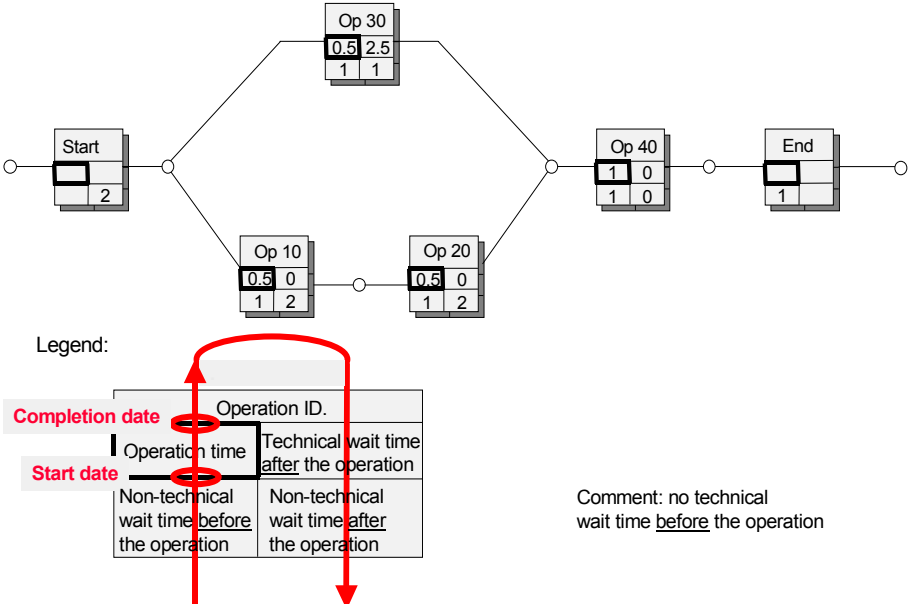 Op 30
0.5 2.5
1 1
Start
2
Op 40
1 0
1 0
End
1
Op 10
0.5 0
1 2
Op 20
0.5 0
1 2
Legend:
Operation ID.
Completion date
Operation time
Technical wait time
after the operation
Start date
Non-technical
wait time before
the operation
Non-technical
wait time after
the operation
Comment: no technical
wait time before the operation